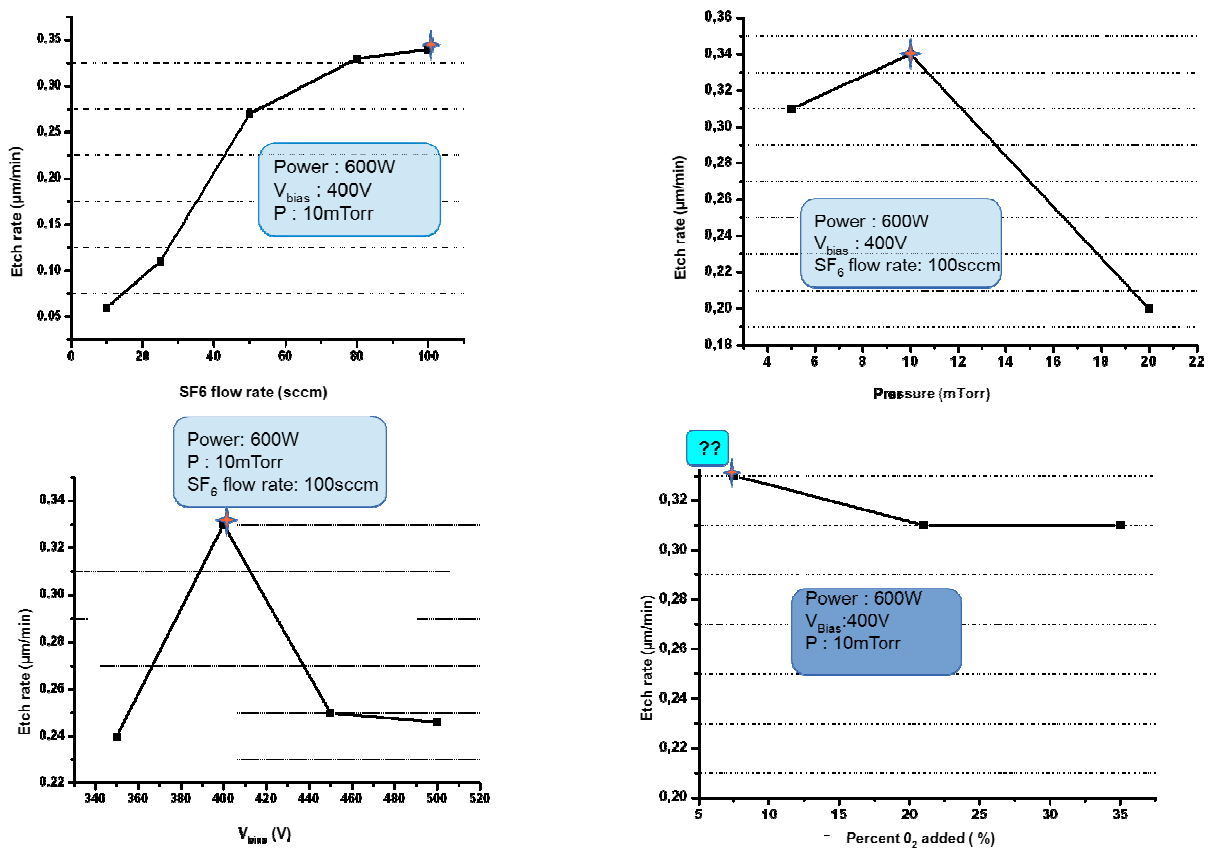 0.35
0.30
0.25
0.20
0.15
0.10
0.05
Etch rate (µm/min)
Power : 600W
Vbias : 400V
P : 10mTorr
0 20 40 60 80 100
SF6 flow rate (sccm)
0,36
0,34
0,32
0,30
0,28
0,26
0,24
0,22
0,20
0,18
Etch rate (µm/min)
Power : 600W
Vbias : 400V
SF6 flow rate: 100sccm
4 6 8 10 12 14 16 18 20 22
Pressure (mTorr)
Power: 600W
P : 10mTorr
SF6 flow rate: 100sccm
0,34
0,32
0,30
0,28
0,26
0,24
0,22
Etch rate (µm/min)
340 360 380 400 420 440 460 480 500 520
Vbias (V)
??
0,32
0,30
0,28
0,26
0,24
0,22
0,20
Etch rate (µm/min)
Power : 600W
VBias:400V
P : 10mTorr
5 10 15 20 25 30 35
Percent 02 added ( %)